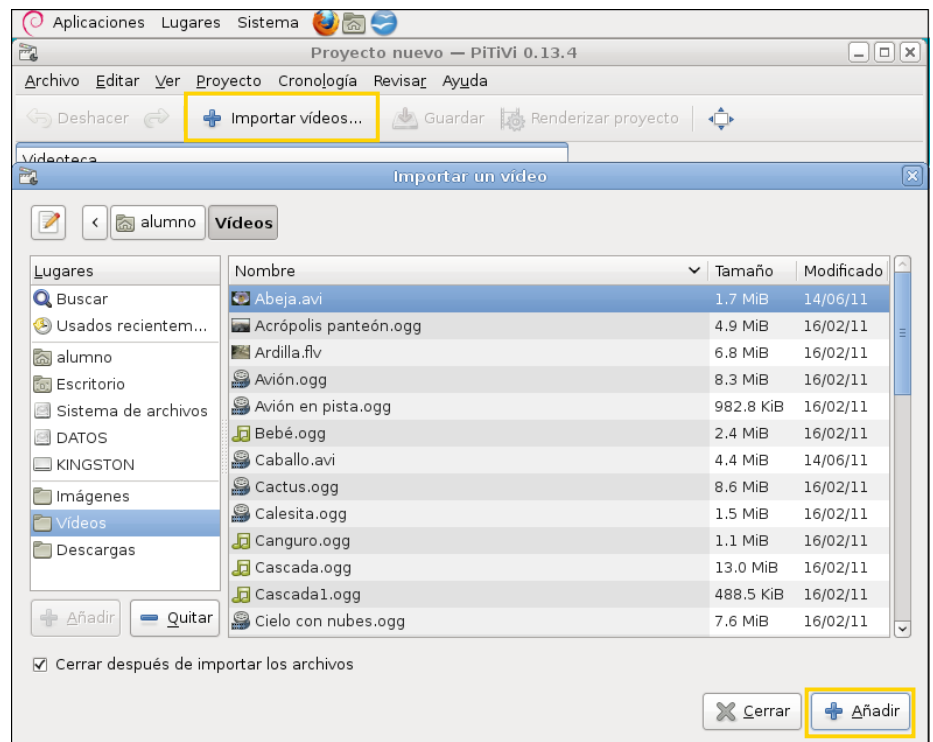 Aplicaciones Lugares Sistema
Proyecto nuevo — PiTiVi 0.13.4
Archivo Editar Ver Proyecto Cronología Revisar Ayuda
Deshacer Importar vídeos... Guardar Renderizar proyecto
Videoteca
Importar un vídeo
alumno Vídeos
Lugares Nombre Tamaño Modificado
Buscar Abeja.avi 1.7 MiB 14/06/11
Usados recientem... Acrópolis panteón.ogg 4.9 MiB 16/02/11
alumno Ardilla.flv 6.8 MiB 16/02/11
Escritorio Avión.ogg 8.3 MiB 16/02/11
Sistema de archivos Avión en pista.ogg 982.8 KiB 16/02/11
DATOS Bebé.ogg 2.4 MiB 16/02/11
KINGSTON Caballo.avi 4.4 MiB 14/06/11
Imágenes Cactus.ogg 8.6 MiB 16/02/11
Vídeos Calesita.ogg 1.5 MiB 16/02/11
Descargas Canguro.ogg 1.1 MiB 16/02/11
Cascada.ogg 13.0 MiB 16/02/11
Cascada1.ogg 488.5 KiB 16/02/11
Añadir Quitar Cielo con nubes.ogg 7.6 MiB 16/02/11
Cerrar después de importar los archivos
Cerrar Añadir